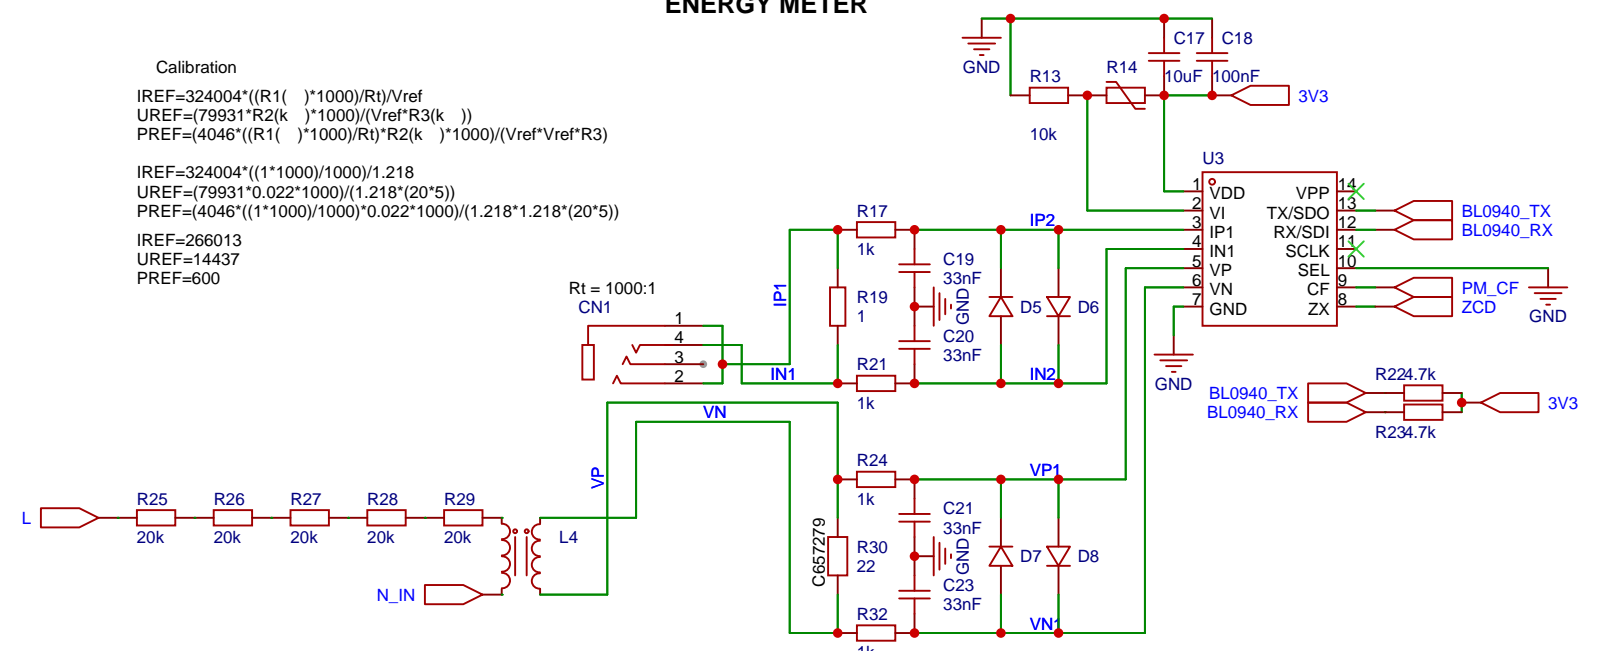 ENERGY METER
Calibration
IREF=324004*((R1( )*1000)/Rt)/Vref
UREF=(79931*R2(k )*1000)/(Vref*R3(k ))
PREF=(4046*((R1( )*1000)/Rt)*R2(k )*1000)/(Vref*Vref*R3)
IREF=324004*((1*1000)/1000)/1.218
UREF=(79931*0.022*1000)/(1.218*(20*5))
PREF=(4046*((1*1000)/1000)*0.022*1000)/(1.218*1.218*(20*5))
IREF=266013
UREF=14437
PREF=600
GND
C17
10uF
C18
100nF
R13
10k
R14
3V3
U3
1 VDD
2 VI
3 IP1
4 IN1
5 VP
6 VN
7 GND
VPP 14
TX/SDO 13
RX/SDI 12
SCLK 11
SEL 10
CF 9
ZX 8
BL0940_TX
BL0940_RX
PM_CF
ZCD
GND
GND
R17
1k
IP2
IP1
R19
1
C19
33nF
GND
C20
33nF
D5
D6
R21
1k
IN2
Rt = 1000:1
CN1
1
4
3
2
IN1
BL0940_TX
BL0940_RX
R22 4.7k
R23 4.7k
3V3
VN
VP
R24
1k
VP1
C657279
R30
22
C21
33nF
GND
C23
33nF
D7
D8
R32
1k
VN1
L
R25
20k
R26
20k
R27
20k
R28
20k
R29
20k
L4
N_IN